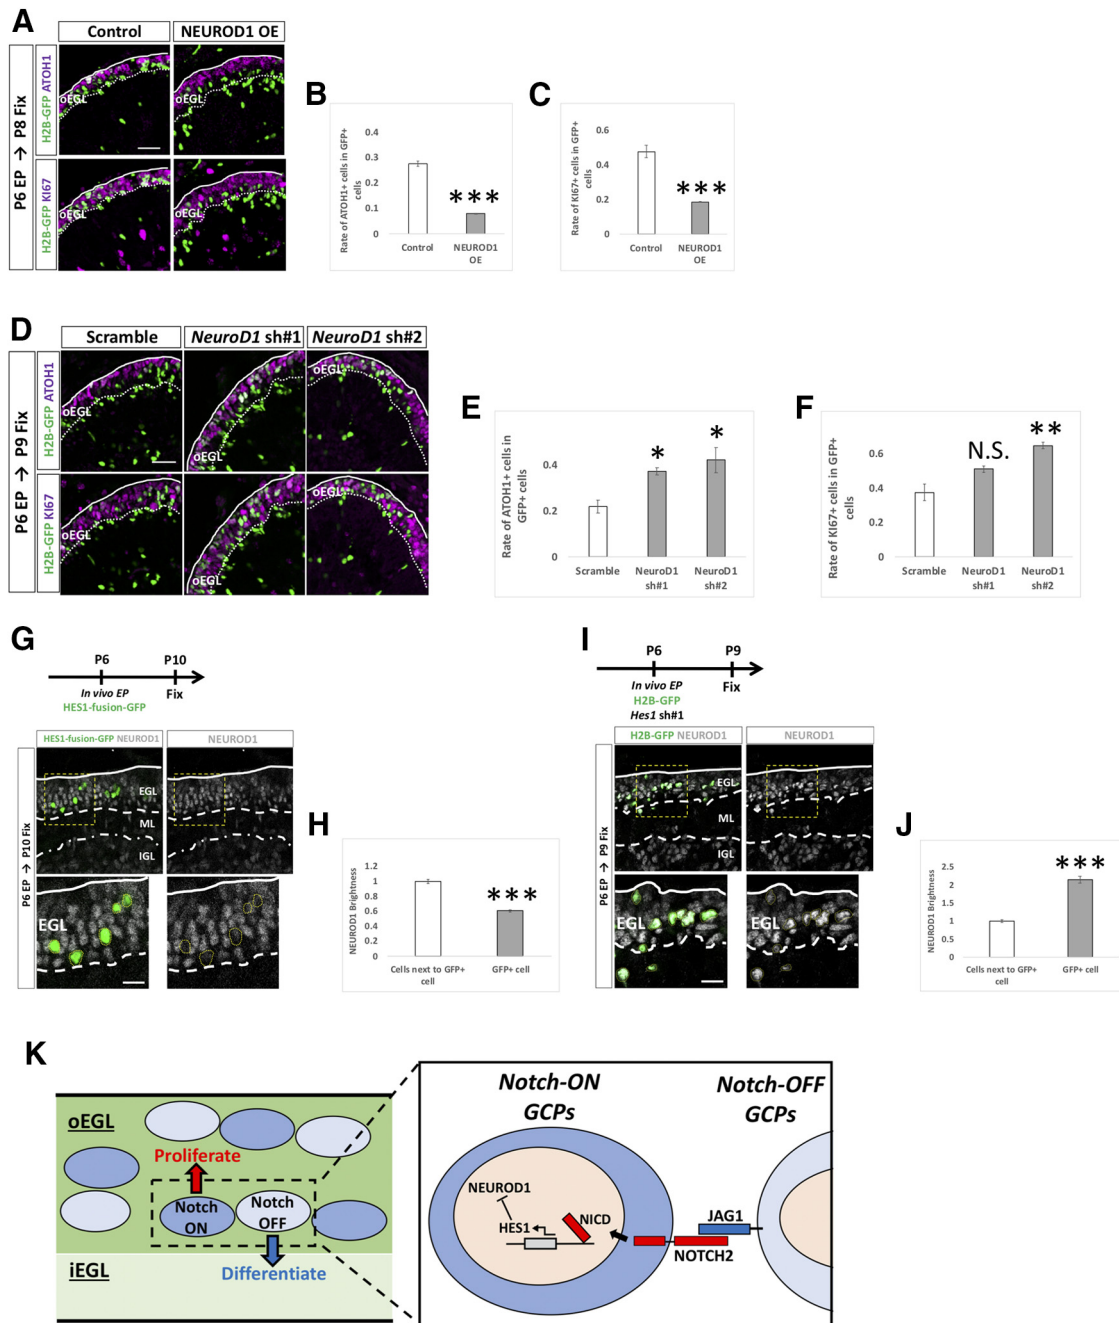 A
Control
NEUROD1 OE
P6 EP → P8 Fix
H2B-GFP ATOH1
oEGL
oEGL
H2B-GFP KI67
oEGL
oEGL
B
Rate of ATOH1+ cells in GFP+
cells
0.4
0.3
0.2
0.1
0
***
Control
NEUROD1
OE
C
Rate of KI67+ cells in GFP+
cells
0.6
0.4
0.2
0
***
Control
NEUROD1
OE
D
Scramble
NeuroD1 sh#1
NeuroD1 sh#2
P6 EP → P9 Fix
H2B-GFP ATOH1
oEGL
oEGL
oEGL
H2B-GFP KI67
oEGL
oEGL
oEGL
E
Rate of ATOH1+ cells in
GFP+ cells
0.4
0.2
0
*
*
Scramble
NeuroD1
sh#1
NeuroD1
sh#2
F
Rate of KI67+ cells in GFP+
cells
0.6
0.4
0.2
0
N.S.
**
Scramble
NeuroD1
sh#1
NeuroD1
sh#2
G
P6
P10
In vivo EP
Fix
HES1-fusion-GFP
HES1-fusion-GFP NEUROD1
NEUROD1
P6 EP → P10 Fix
EGL
ML
IGL
EGL
H
NEUROD1 Brightness
1.2
1
0.8
0.6
0.4
0.2
0
***
Cells next to GFP+
cell
GFP+ cell
I
P6
P9
In vivo EP
Fix
H2B-GFP
Hes1 sh#1
H2B-GFP NEUROD1
NEUROD1
P6 EP → P9 Fix
EGL
ML
IGL
EGL
J
NEUROD1 Brightness
2.5
2
1.5
1
0.5
0
***
Cells next to GFP+
cell
GFP+ cell
K
oEGL
Proliferate
Notch
ON
Notch
OFF
iEGL
Differentiate
Notch-ON
GCPs
Notch-OFF
GCPs
NEUROD1
HES1
NICD
JAG1
NOTCH2